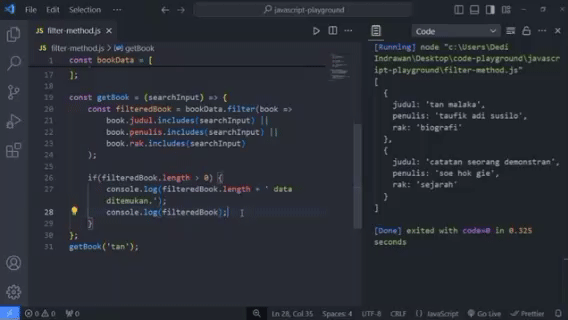 File Edit Selection ... javascript-playground
filter-method.js
filter-method.js > getBook
1 const bookData = [
17 ];
18
19 const getBook = (searchInput) => {
20 const filteredBook = bookData.filter(book =>
21 book.judul.includes(searchInput) ||
22 book.penulis.includes(searchInput) ||
23 book.rak.includes(searchInput)
24 );
25
26 if(filteredBook.length > 0) {
27 console.log(filteredBook.length + ' data
ditemukan.');
28 console.log(filteredBook);
29 }
30 };
31 getBook('tan');
Code
[Running] node "c:\Users\Dedi
Indrawan\Desktop\code-playground\javasc
ript-playground\filter-method.js"
[
{
judul: 'tan malaka',
penulis: 'taufik adi susilo',
rak: 'biografi'
},
{
judul: 'catatan seorang demonstran',
penulis: 'soe hok gie',
rak: 'sejarah'
}
]
[Done] exited with code=0 in 0.325
seconds
0 0 0 Ln 28, Col 35 Spaces: 4 UTF-8 CRLF {} JavaScript Go Live Prettier